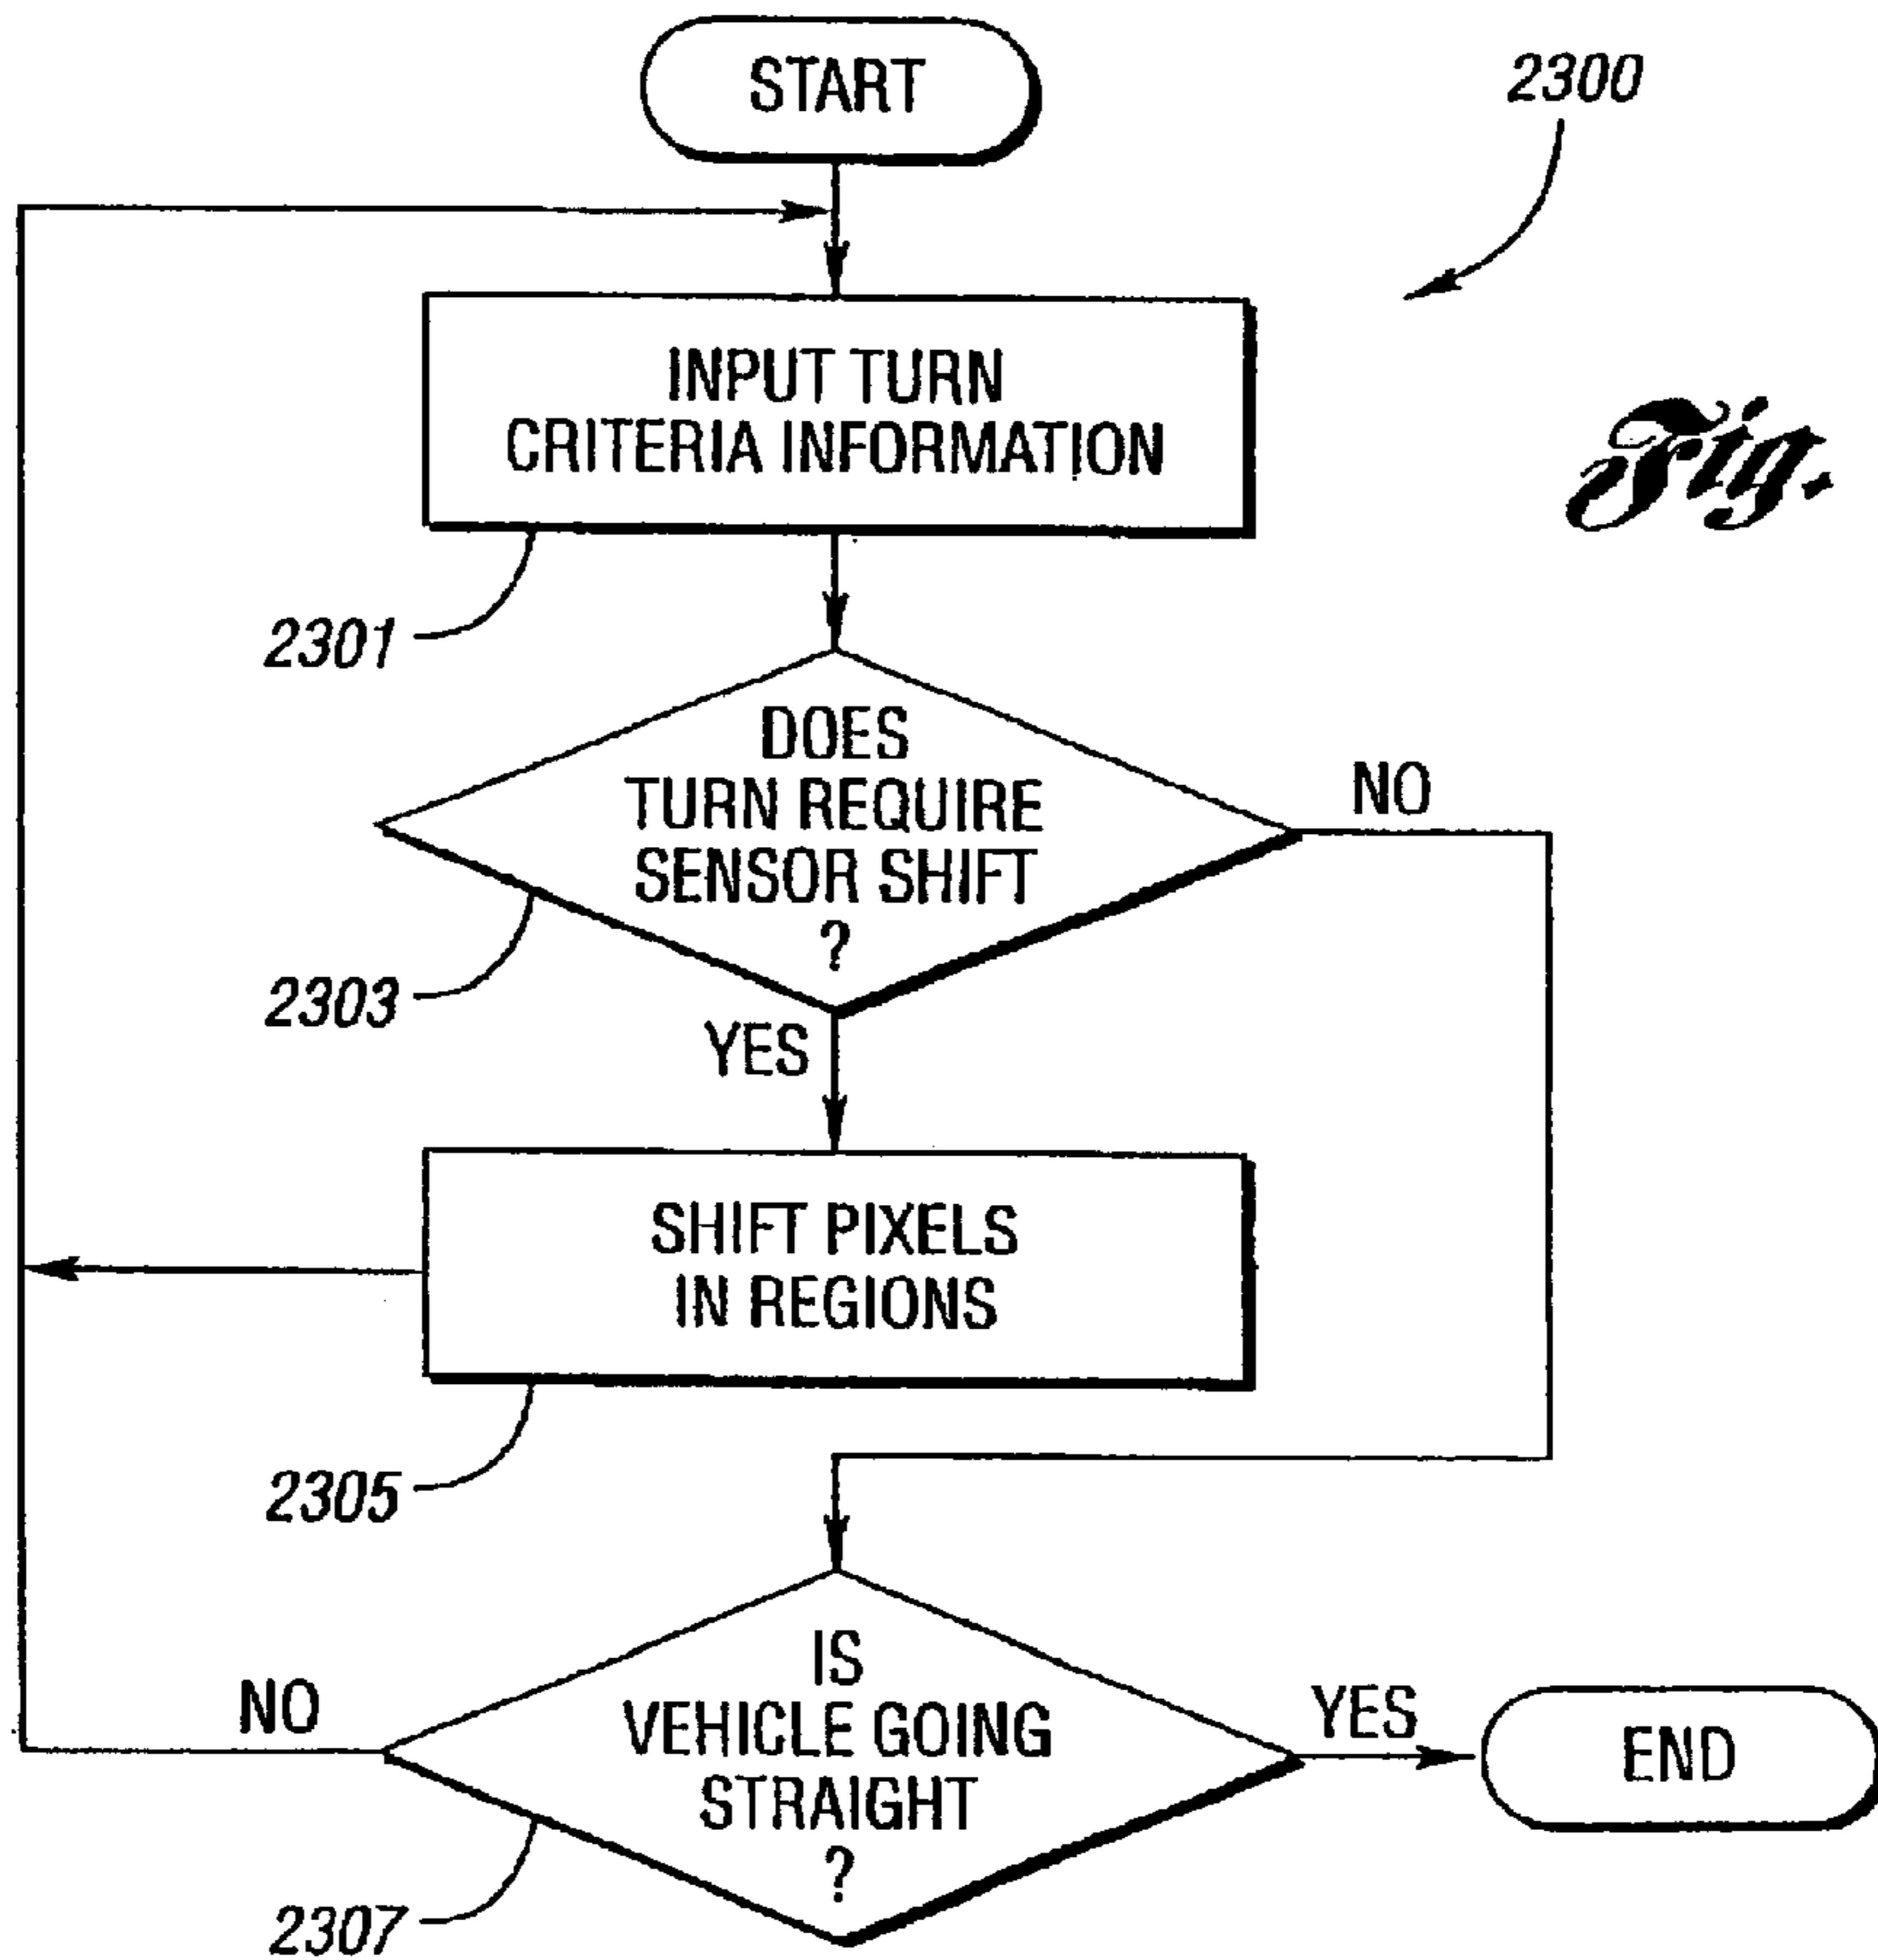 START
2300
INPUT TURN
CRITERIA INFORMATION
Fig.
2301
DOES
TURN REQUIRE
SENSOR SHIFT
?
NO
2303
YES
SHIFT PIXELS
IN REGIONS
2305
IS
VEHICLE GOING
STRAIGHT
?
NO
YES
END
2307